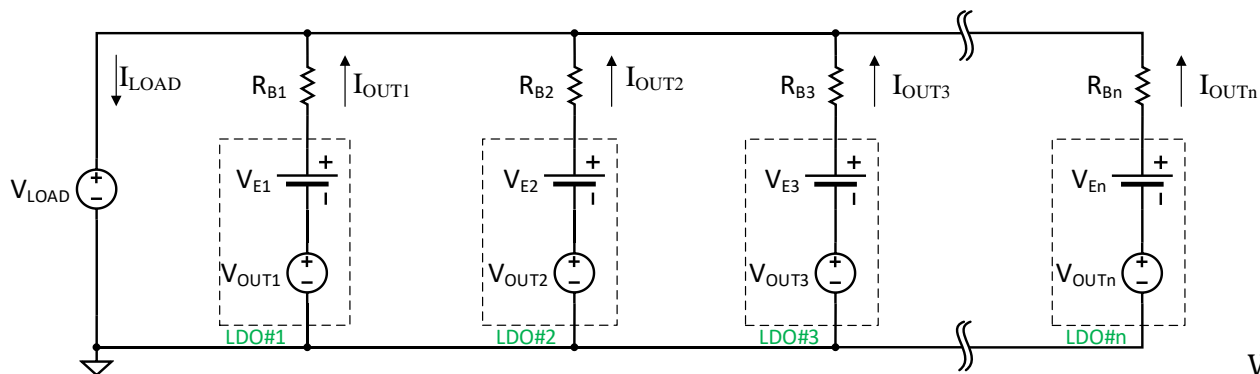 I_LOAD R_B1 I_OUT1 R_B2 I_OUT2 R_B3 I_OUT3 R_Bn I_OUTn
V_LOAD + −
V_E1 + − V_E2 + − V_E3 + − V_En + −
V_OUT1 + − V_OUT2 + − V_OUT3 + − V_OUTn + −
LDO#1 LDO#2 LDO#3 LDO#n
V